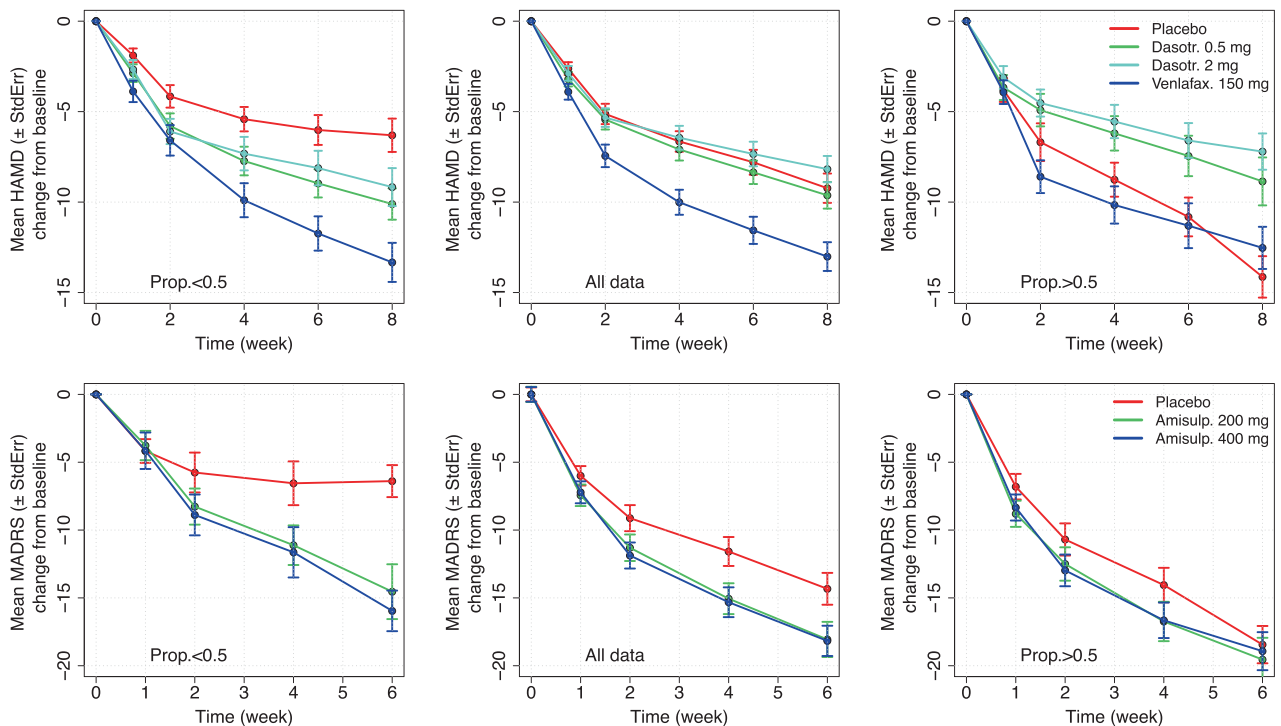 Mean HAMD (± StdErr)
change from baseline
0
−5
−10
−15
Prop.<0.5
0 2 4 6 8
Time (week)
Mean HAMD (± StdErr)
change from baseline
0
−5
−10
−15
All data
0 2 4 6 8
Time (week)
Mean HAMD (± StdErr)
change from baseline
0
−5
−10
−15
Placebo
Dasotr. 0.5 mg
Dasotr. 2 mg
Venlafax. 150 mg
Prop.>0.5
0 2 4 6 8
Time (week)
Mean MADRS (± StdErr)
change from baseline
0
−5
−10
−15
−20
Prop.<0.5
0 1 2 3 4 5 6
Time (week)
Mean MADRS (± StdErr)
change from baseline
0
−5
−10
−15
−20
All data
0 1 2 3 4 5 6
Time (week)
Mean MADRS (± StdErr)
change from baseline
0
−5
−10
−15
−20
Placebo
Amisulp. 200 mg
Amisulp. 400 mg
Prop.>0.5
0 1 2 3 4 5 6
Time (week)